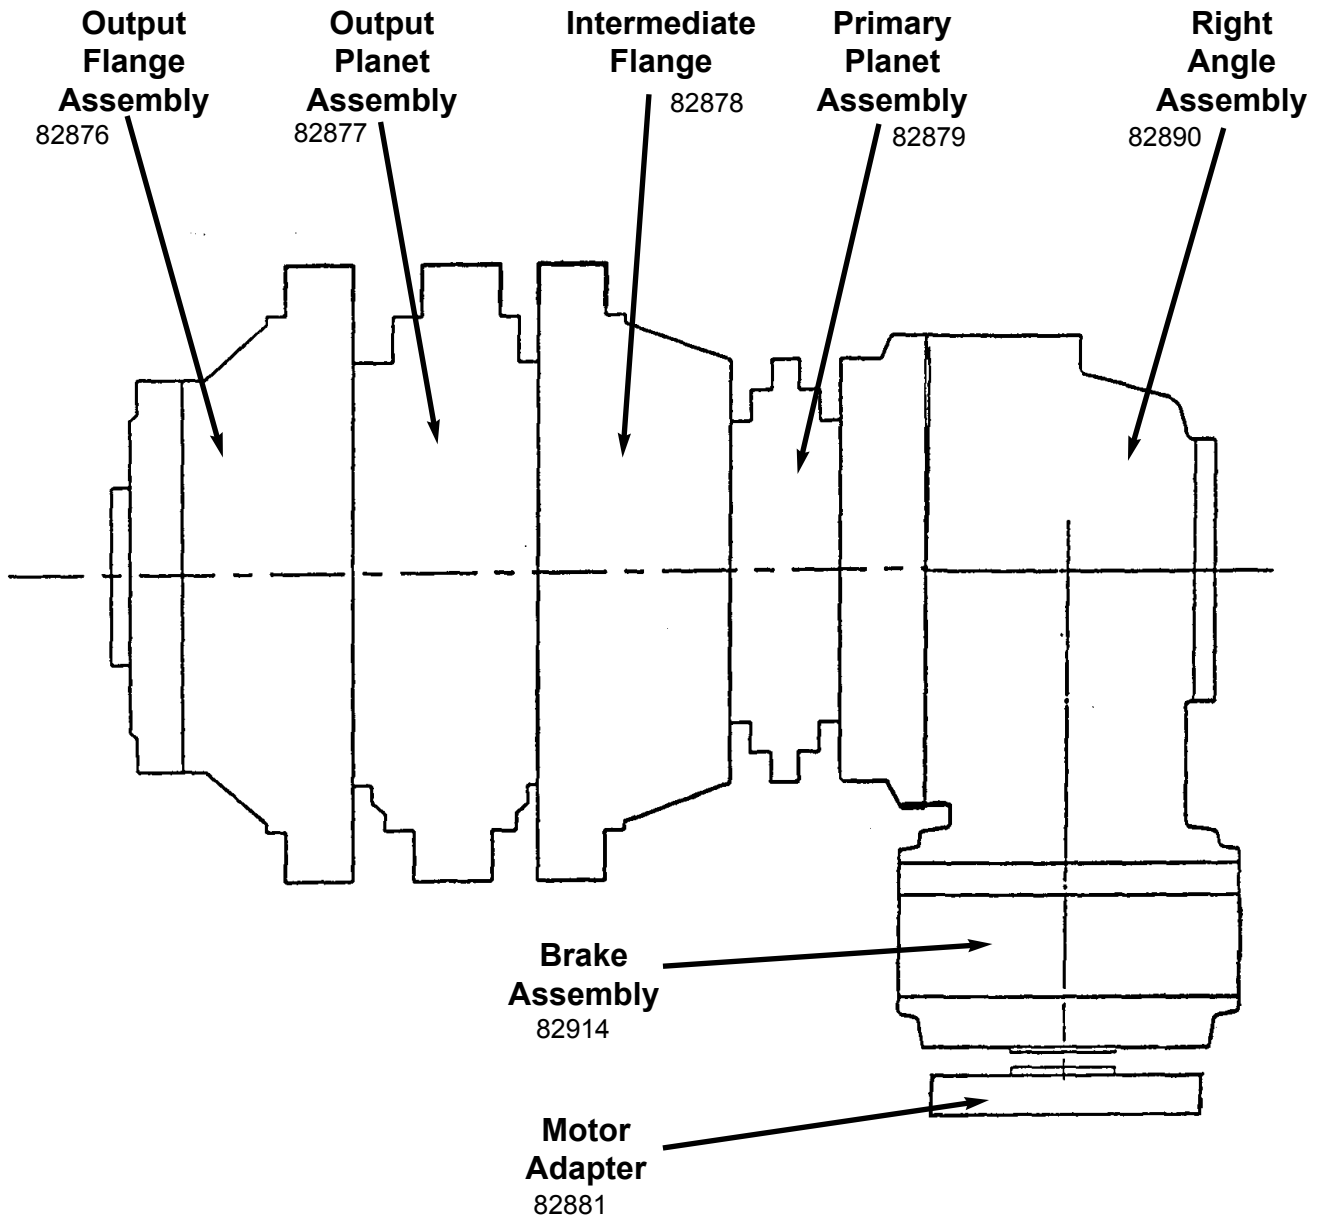 Output
Flange
Assembly
82876
Output
Planet
Assembly
82877
Intermediate
Flange
82878
Primary
Planet
Assembly
82879
Right
Angle
Assembly
82890
Brake
Assembly
82914
Motor
Adapter
82881